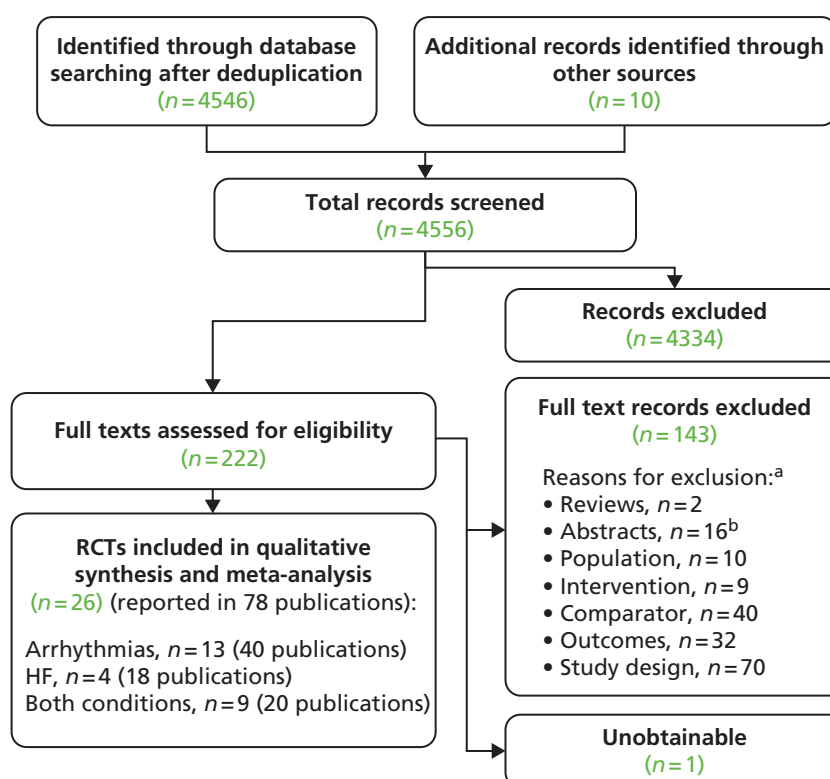 Identified through database
searching after deduplication
(n=4546)
Additional records identified through
other sources
(n=10)
Total records screened
(n=4556)
Records excluded
(n=4334)
Full texts assessed for eligibility
(n=222)
Full text records excluded
(n=143)
Reasons for exclusion:a
• Reviews, n=2
• Abstracts, n=16b
• Population, n=10
• Intervention, n=9
• Comparator, n=40
• Outcomes, n=32
• Study design, n=70
RCTs included in qualitative
synthesis and meta-analysis
(n=26) (reported in 78 publications):
Arrhythmias, n=13 (40 publications)
HF, n=4 (18 publications)
Both conditions, n=9 (20 publications)
Unobtainable
(n=1)